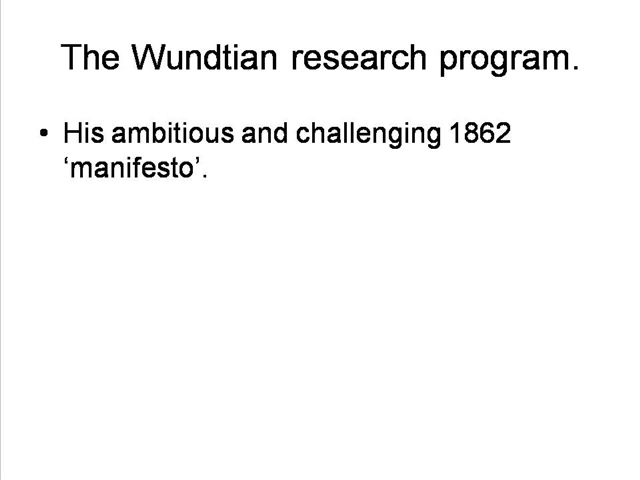 The Wundtian research program.
• His ambitious and challenging 1862
‘manifesto’.